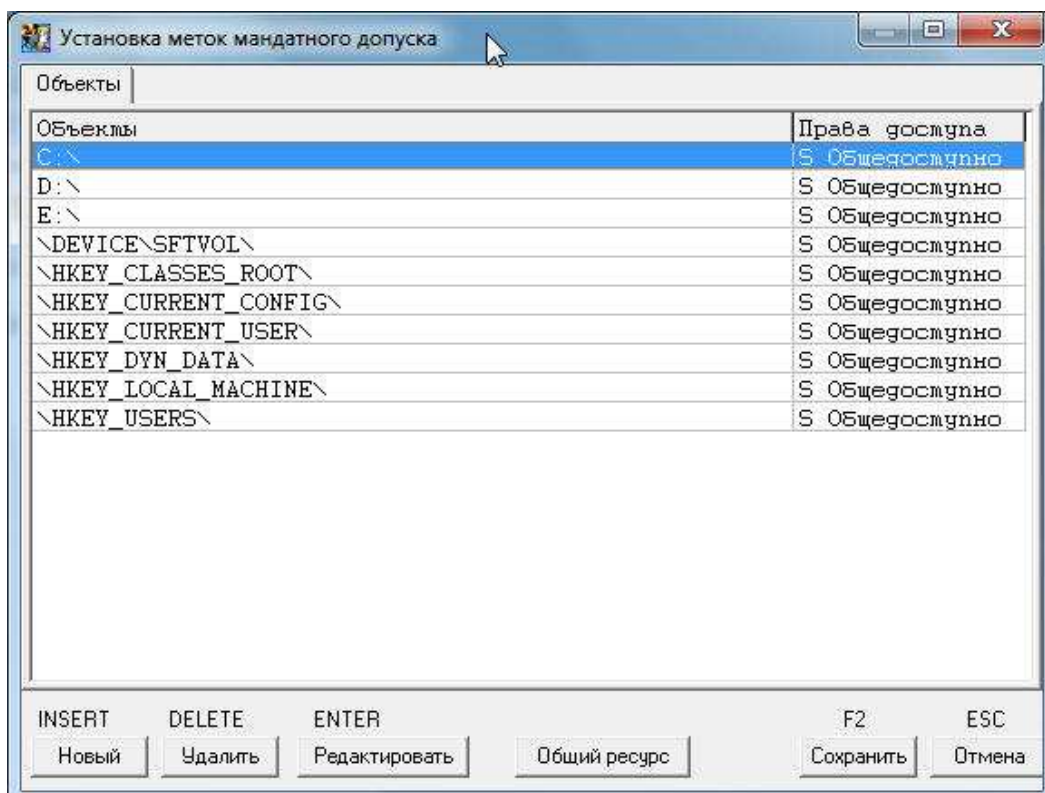 Установка меток мандатного допуска
Объекты
Объекты Права доступа
C:\ S Общедоступно
D:\ S Общедоступно
E:\ S Общедоступно
\DEVICE\SFTVOL\ S Общедоступно
\HKEY_CLASSES_ROOT\ S Общедоступно
\HKEY_CURRENT_CONFIG\ S Общедоступно
\HKEY_CURRENT_USER\ S Общедоступно
\HKEY_DYN_DATA\ S Общедоступно
\HKEY_LOCAL_MACHINE\ S Общедоступно
\HKEY_USERS\ S Общедоступно
INSERT DELETE ENTER F2 ESC
Новый Удалить Редактировать Общий ресурс Сохранить Отмена